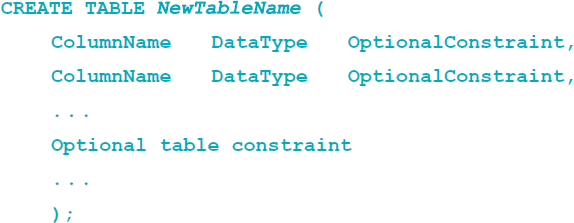 CREATE TABLE NewTableName (
ColumnName DataType OptionalConstraint,
ColumnName DataType OptionalConstraint,
...
Optional table constraint
...
);